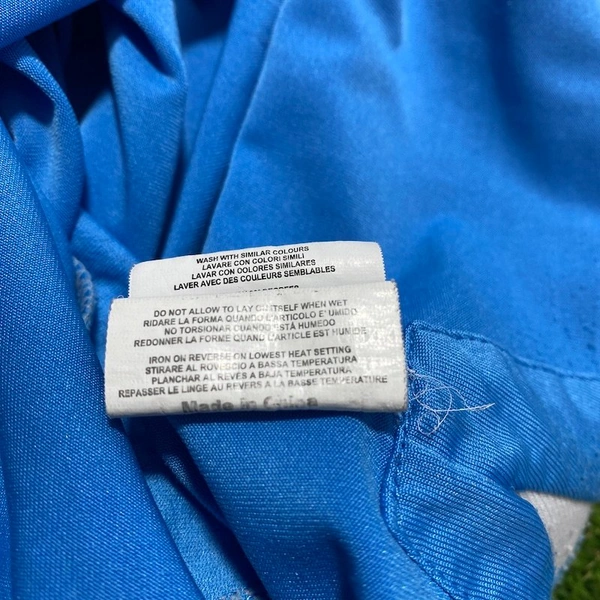 WASH WITH SIMILAR COLOURS
LAVARE CON COLORI SIMILI
LAVAR CON COLORES SIMILARES
LAVER AVEC DES COULEURS SEMBLABLES
DO NOT ALLOW TO LAY ON ITSELF WHEN WET
RIDARE LA FORMA QUANDO L'ARTICOLO E' UMIDO
NO TORSIONAR CUANDO ESTÁ HUMEDO
REDONNER LA FORME QUAND L'ARTICLE EST HUMIDE
IRON ON REVERSE ON LOWEST HEAT SETTING
STIRARE AL ROVESCIO A BASSA TEMPERATURA
PLANCHAR AL REVÉS A BAJA TEMPERATURA
REPASSER LE LINGE AU REVERS A LA BASSE TEMPÉRATURE
Made in China